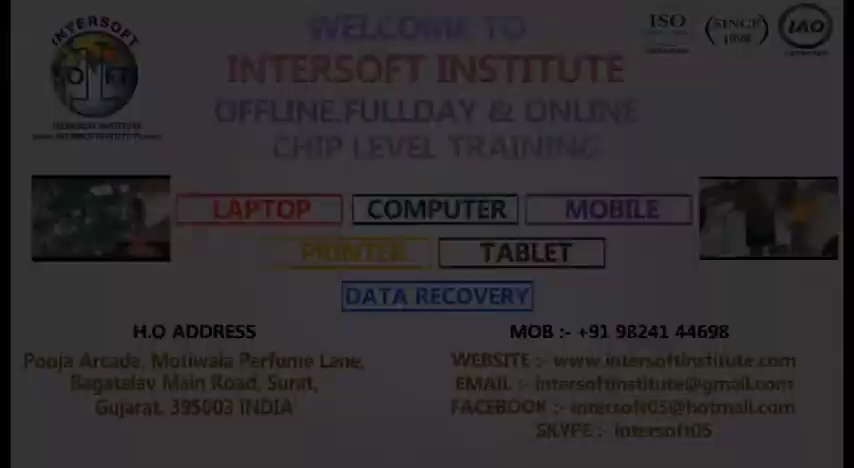 WELCOME TO
INTERSOFT INSTITUTE
OFFLINE FULLDAY & ONLINE
CHIP LEVEL TRAINING
INTERSOFT
INTERSOFT INSTITUTE
ISO
SINCE
1998
IAO
LAPTOP
COMPUTER
MOBILE
PRINTER
TABLET
DATA RECOVERY
H.O ADDRESS
Pooja Arcade, Motiwala Perfume Lane,
Bagatalav Main Road, Surat,
Gujarat. 395003 INDIA
MOB :- +91 98241 44698
WEBSITE :- www.intersoftinstitute.com
EMAIL :- intersoftinstitute@gmail.com
FACEBOOK :- intersoft05@hotmail.com
SKYPE :- intersoft05